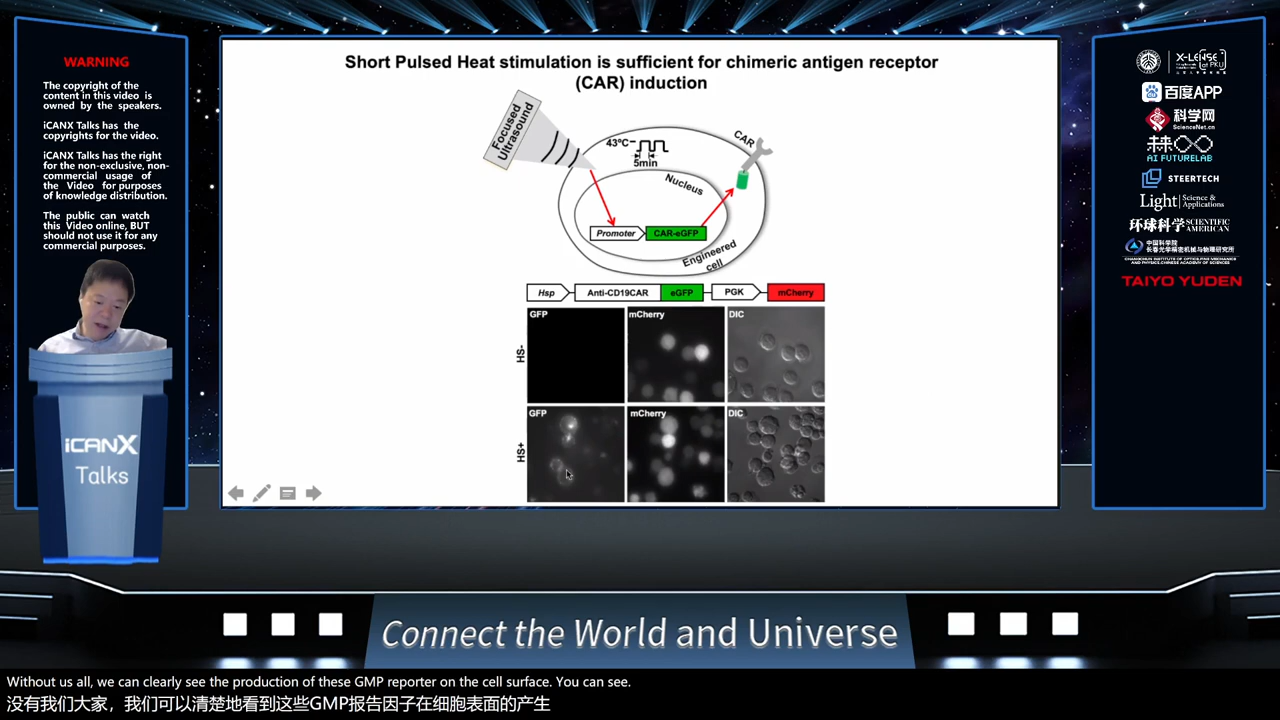 WARNING
The copyright of the
content in this video is
owned by the speakers.
iCANX Talks has the
copyrights for the video.
iCANX Talks has the right
for the non-exclusive, non-
commercial usage of
the Video for purposes
of knowledge distribution.
The public can watch
this Video online, BUT
should not use it for any
commercial purposes.
iCANX
Talks
Short Pulsed Heat stimulation is sufficient for chimeric antigen receptor
(CAR) induction
Focused
Ultrasound
43°C
5min
CAR
Nucleus
Promoter
CAR-eGFP
Engineered
cell
Hsp
Anti-CD19CAR
eGFP
PGK
mCherry
GFP
mCherry
DIC
HS-
GFP
mCherry
DIC
HS+
X-LENSE
at PKU
百度APP
科学网
ScienceNet.cn
AI FUTURELAB
STEERTECH
Light Science &
Applications
环球科学 SCIENTIFIC
AMERICAN
中国科学院
长春光学精密机械与物理研究所
CHANGCHUN INSTITUTE OF OPTICS,FINE MECHANICS
AND PHYSICS,CHINESE ACADEMY OF SCIENCES
TAIYO YUDEN
Connect the World and Universe
Without us all, we can clearly see the production of these GMP reporter on the cell surface. You can see.
没有我们大家，我们可以清楚地看到这些GMP报告因子在细胞表面的产生